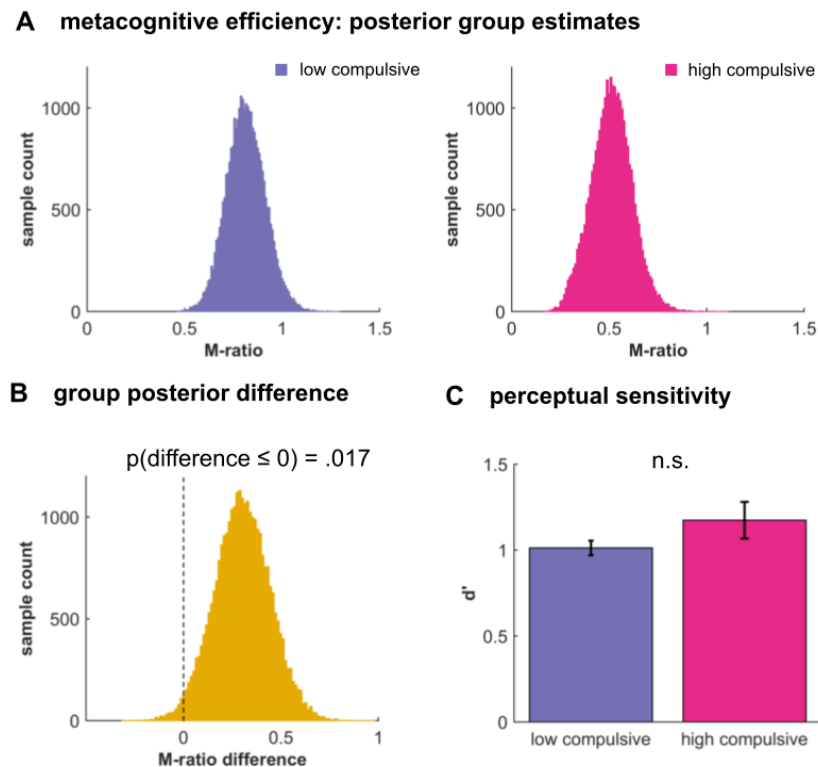 A metacognitive efficiency: posterior group estimates
low compulsive
high compulsive
1000
500
0
sample count
0 0.5 1 1.5
M-ratio
1000
500
0
sample count
0 0.5 1 1.5
M-ratio
B group posterior difference
p(difference ≤ 0) = .017
1000
500
0
sample count
0 0.5 1
M-ratio difference
C perceptual sensitivity
n.s.
1.5
1
0.5
0
d'
low compulsive high compulsive